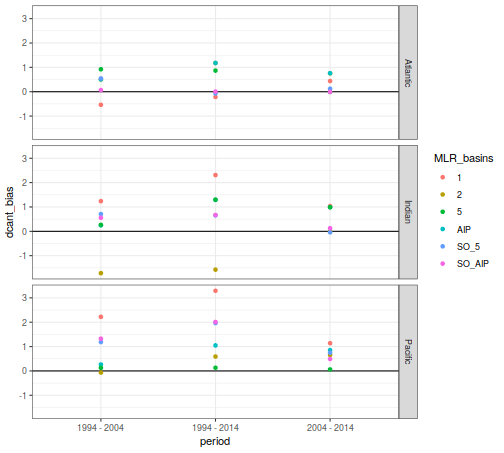 3
2
1
0
-1
Atlantic
3
2
1
0
-1
Indian
3
2
1
0
-1
Pacific
dcant_bias
1994 - 2004
1994 - 2014
2004 - 2014
period
MLR_basins
1
2
5
AIP
SO_5
SO_AIP